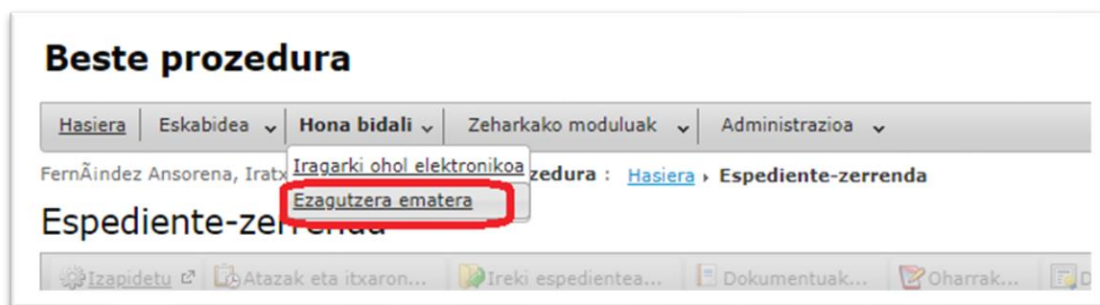 Beste prozedura
Hasiera Eskabidea Hona bidali Zeharkako moduluak Administrazioa
Iragarki ohol elektronikoa
FernÃindez Ansorena, zedura : Hasiera › Espediente-zerrenda
Ezagutzera ematera
Espediente-zerrenda
Izapidetu Atazak eta itxaron... Ireki espedientea... Dokumentuak... Oharrak...